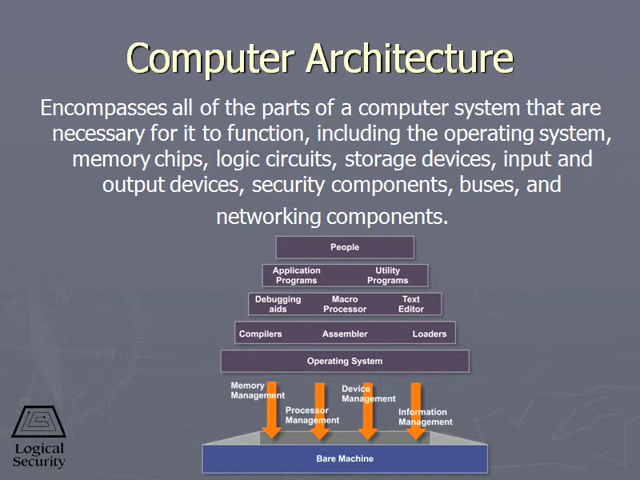 Computer Architecture
Encompasses all of the parts of a computer system that are
necessary for it to function, including the operating system,
memory chips, logic circuits, storage devices, input and
output devices, security components, buses, and
networking components.
People
Application Programs
Utility Programs
Debugging aids
Macro Processor
Text Editor
Compilers
Assembler
Loaders
Operating System
Memory Management
Processor Management
Device Management
Information Management
Bare Machine
Logical
Security